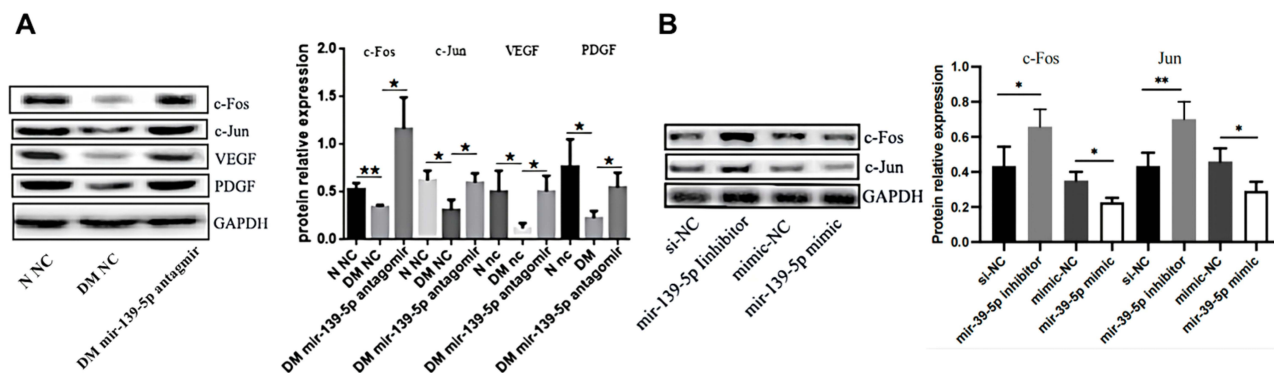 A
c-Fos
c-Jun
VEGF
PDGF
GAPDH
N NC
DM NC
DM mir-139-5p antagmir
protein relative expression
2.0
1.5
1.0
0.5
0.0
c-Fos
c-Jun
VEGF
PDGF
★★
★
★
★
★
★
★
★
N NC
DM NC
DM mir-139-5p antagomir
N NC
DM NC
DM mir-139-5p antagomir
N nc
DM nc
DM mir-139-5p antagomir
N nc
DM
DM mir-139-5p antagomir
B
c-Fos
c-Jun
GAPDH
si-NC
mir-139-5p Iinhibitor
mimic-NC
mir-139-5p mimic
Protein relative expression
1.0
0.8
0.6
0.4
0.2
0.0
c-Fos
Jun
*
*
**
*
si-NC
mir-39-5p inhibitor
mimic-NC
mir-39-5p mimic
si-NC
mir-39-5p Inhibitor
mimic-NC
mir-39-5p mimic